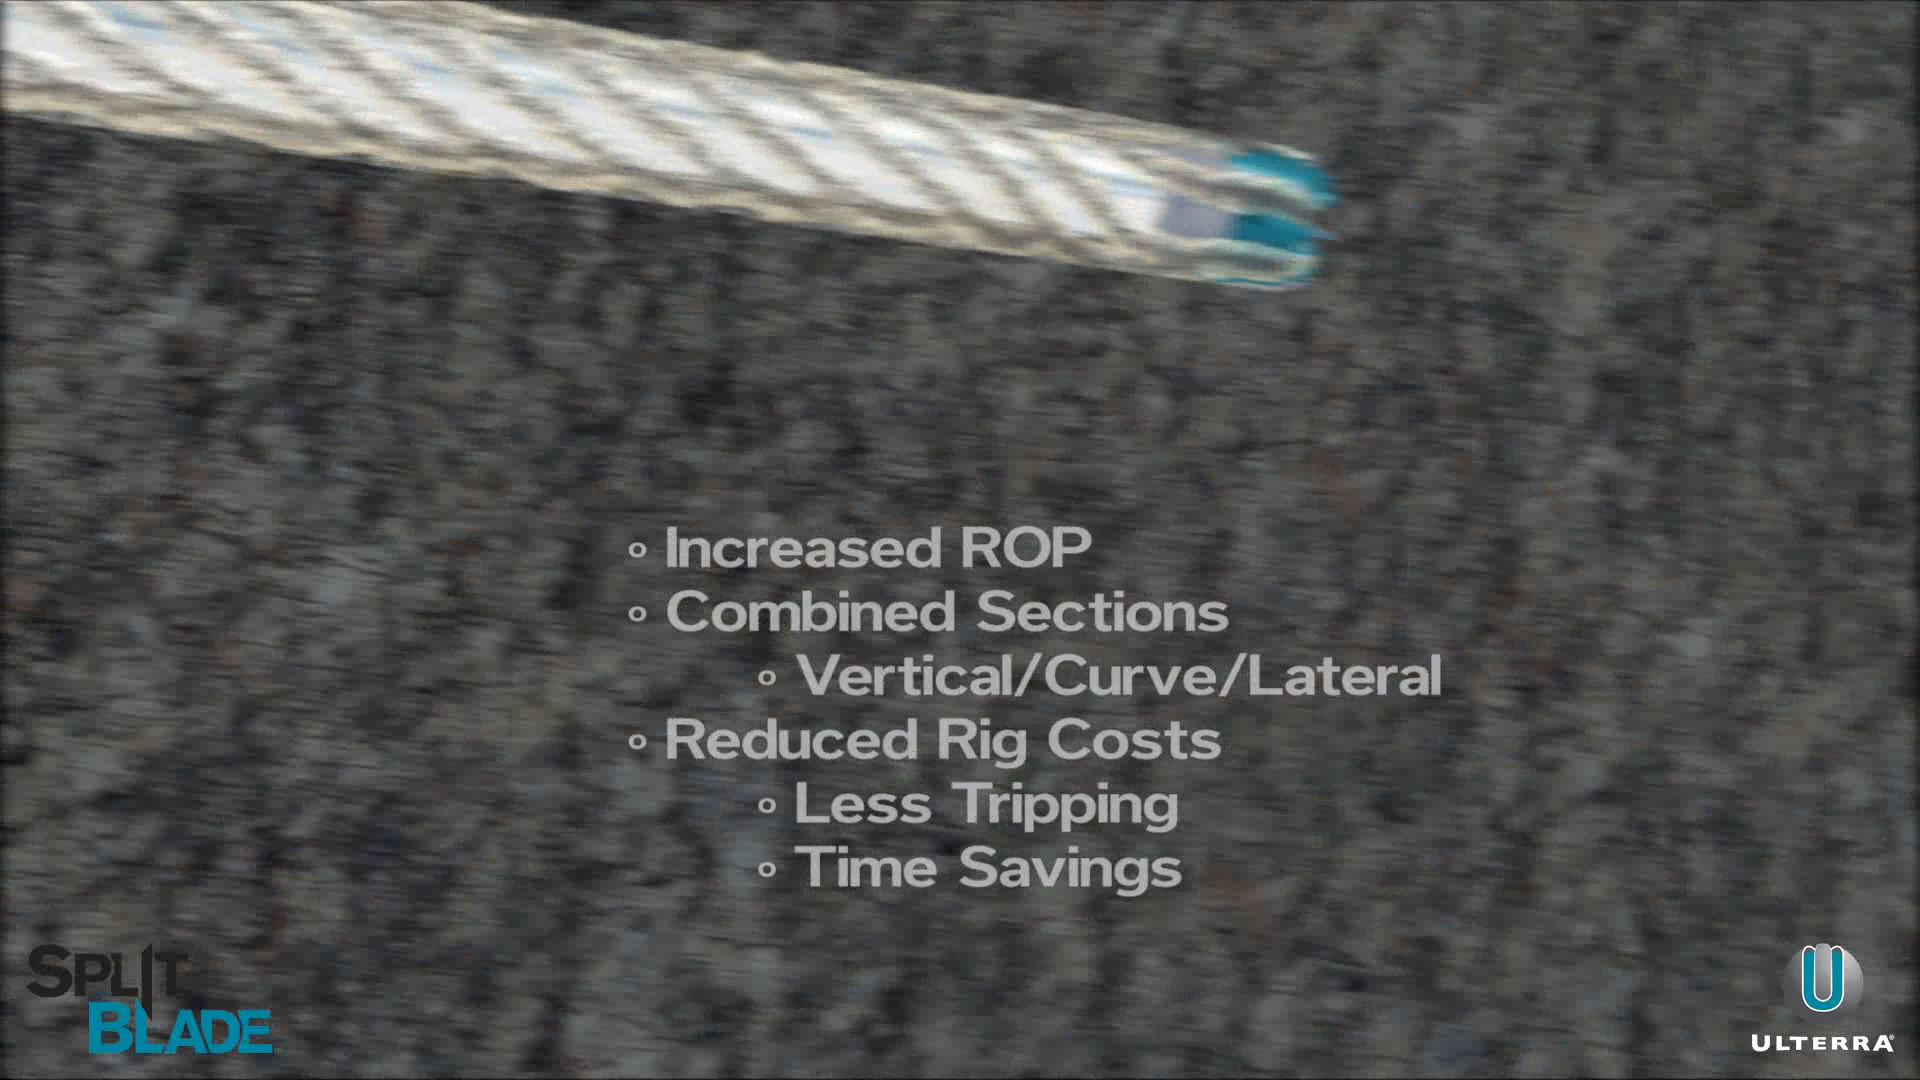 ◦ Increased ROP
◦ Combined Sections
◦ Vertical/Curve/Lateral
◦ Reduced Rig Costs
◦ Less Tripping
◦ Time Savings
SPLIT
BLADE
U
ULTERRA®